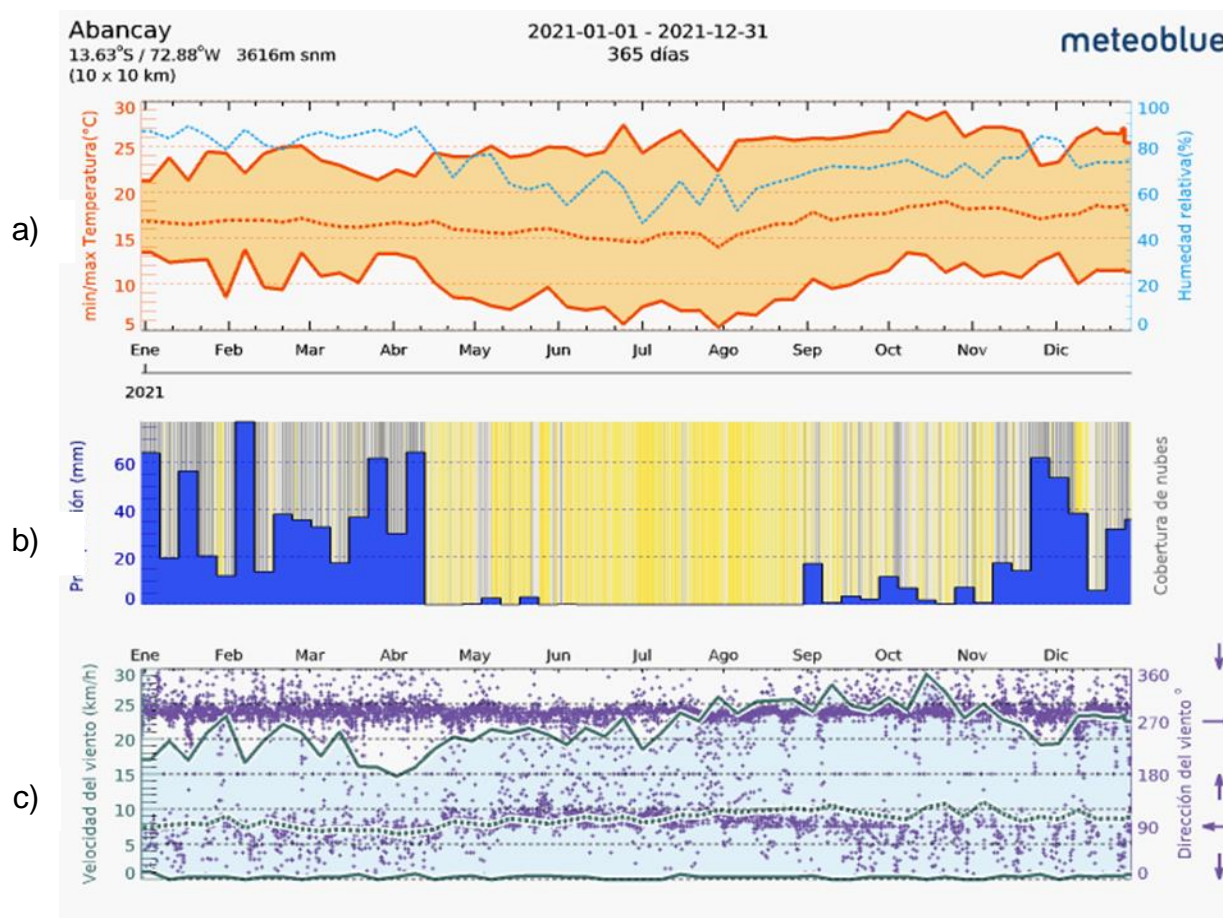 Abancay
13.63°S / 72.88°W 3616m snm
(10 x 10 km)
2021-01-01 - 2021-12-31
365 días
meteoblue
a)
min/max Temperatura(°C)
30
25
20
15
10
5
100
80
60
40
20
0
Humedad relativa(%)
Ene Feb Mar Abr May Jun Jul Ago Sep Oct Nov Dic
2021
b)
Pr ión (mm)
60
40
20
0
Cobertura de nubes
Ene Feb Mar Abr May Jun Jul Ago Sep Oct Nov Dic
c)
Velocidad del viento (km/h)
30
25
20
15
10
5
0
360
270
180
90
0
Dirección del viento °